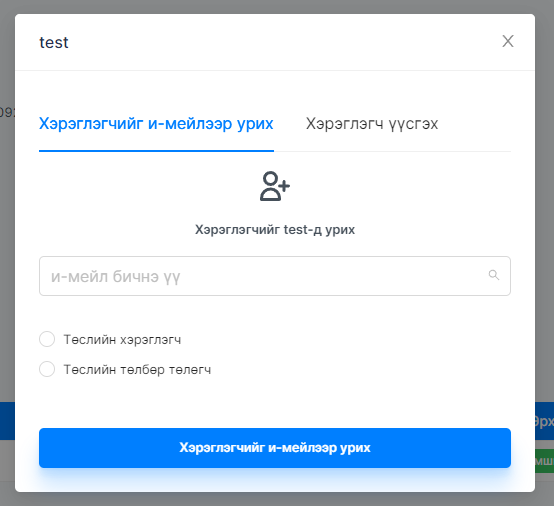 test
Хэрэглэгчийг и-мейлээр урих
Хэрэглэгч үүсгэх
Хэрэглэгчийг test-д урих
и-мейл бичнэ үү
Төслийн хэрэглэгч
Төслийн төлбөр төлөгч
Хэрэглэгчийг и-мейлээр урих